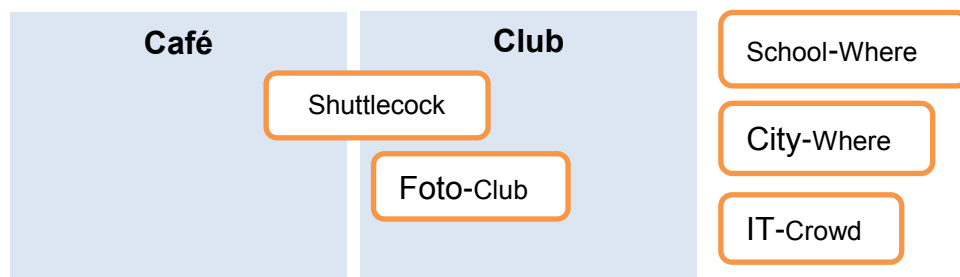 Café
Club
Shuttlecock
Foto-Club
School-Where
City-Where
IT-Crowd